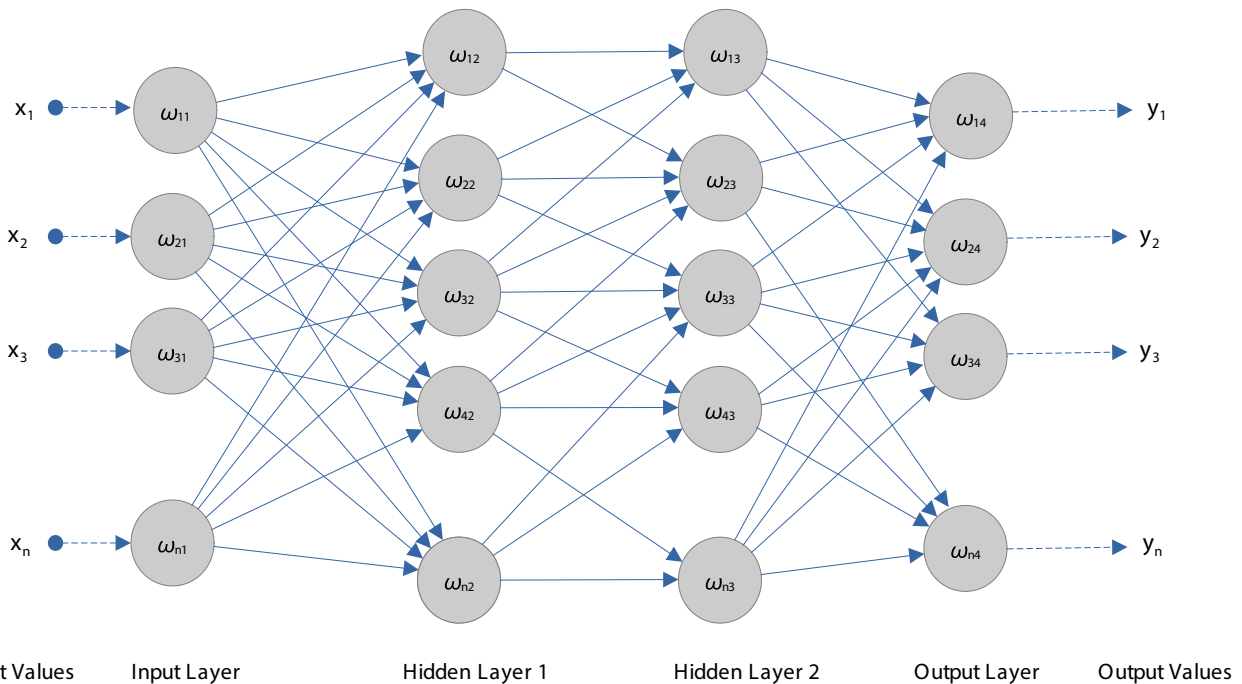 x1 ω11 ω12 ω13 ω14 y1
x2 ω21 ω22 ω23 ω24 y2
x3 ω31 ω32 ω33 ω34 y3
ω42 ω43
xn ωn1 ωn2 ωn3 ωn4 yn
t Values Input Layer Hidden Layer 1 Hidden Layer 2 Output Layer Output Values